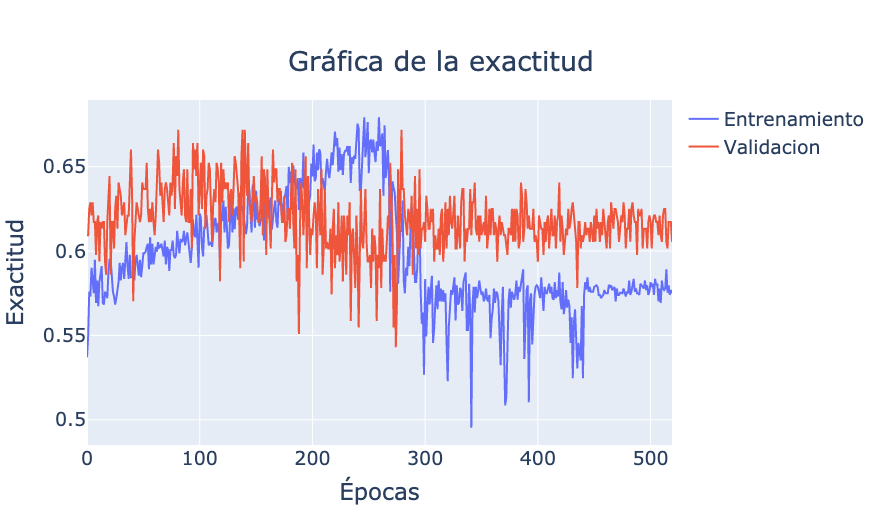 Gráfica de la exactitud
Entrenamiento
Validacion
Exactitud
0.65
0.6
0.55
0.5
0 100 200 300 400 500
Épocas